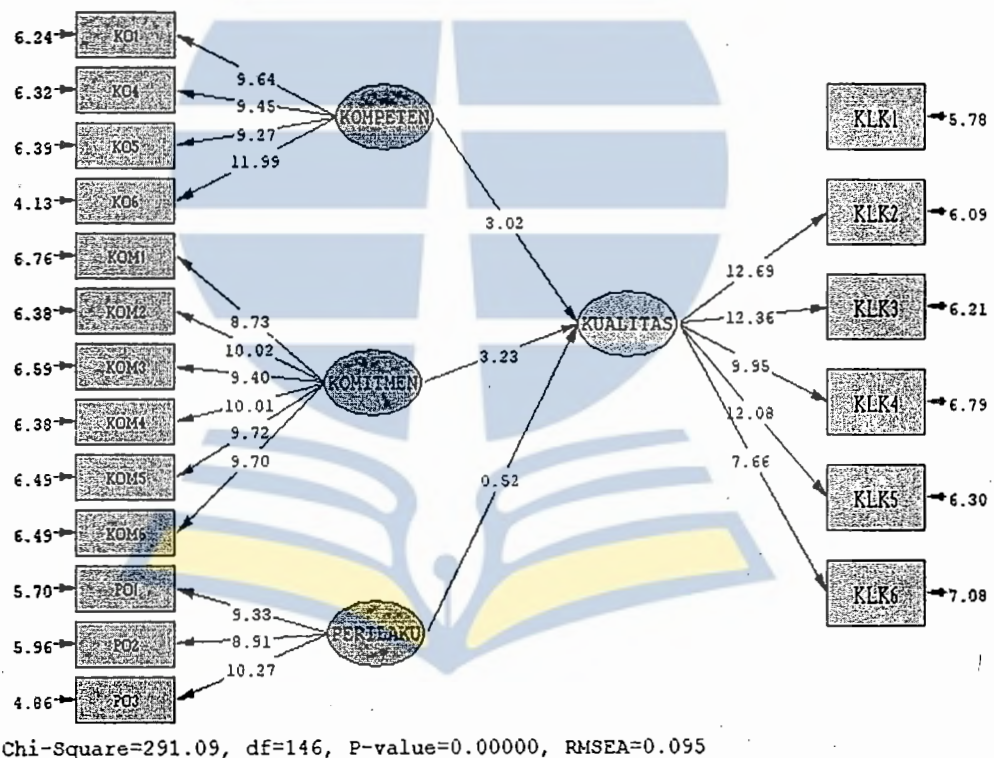 6.24 KO1
9.64
6.32 KO4
9.45
KOMPETEN
6.39 KO5
9.27
11.99
4.13 KO6
6.76 KOM1
6.38 KOM2
8.73
6.59 KOM3
10.02
9.40
KOMITMEN
6.38 KOM4
10.01
6.49 KOM5
9.72
9.70
6.49 KOM6
5.70 PO1
9.33
5.96 PO2
8.91
PERILAKU
10.27
4.86 PO3
3.02
3.23
0.52
KUALITAS
KLK1 5.78
KLK2 6.09
12.69
KLK3 6.21
12.36
9.95
KLK4 6.79
12.08
7.66
KLK5 6.30
KLK6 7.08
Chi-Square=291.09, df=146, P-value=0.00000, RMSEA=0.095